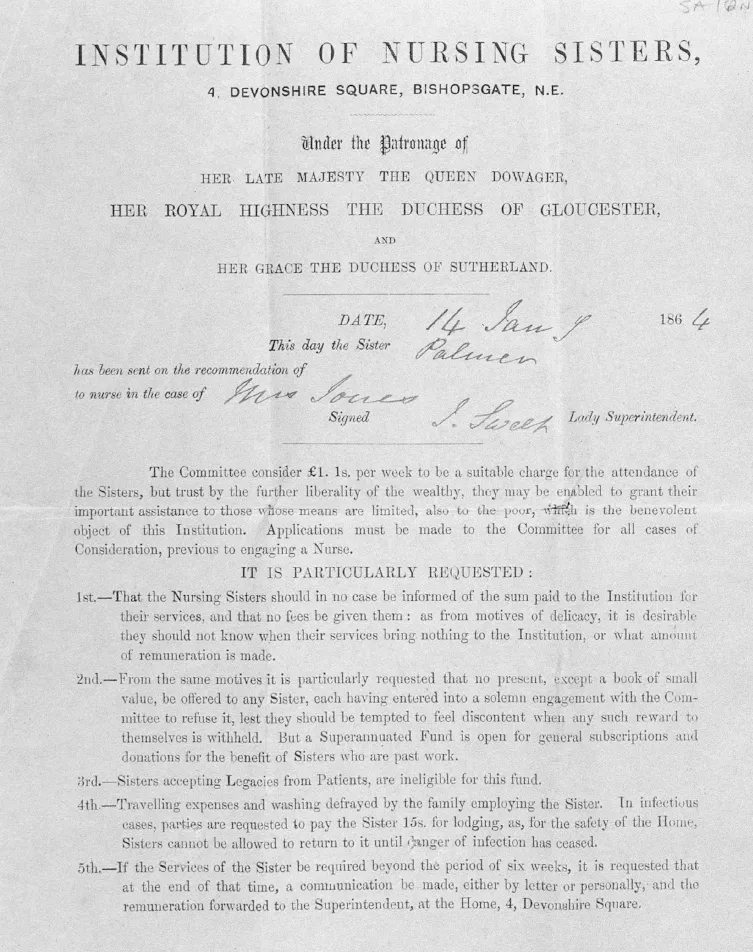 SA/QN
INSTITUTION OF NURSING SISTERS,
4, DEVONSHIRE SQUARE, BISHOPSGATE, N.E.
Under the Patronage of
HER LATE MAJESTY THE QUEEN DOWAGER,
HER ROYAL HIGHNESS THE DUCHESS OF GLOUCESTER,
AND
HER GRACE THE DUCHESS OF SUTHERLAND.
DATE, 14 Jany 1864
This day the Sister Palmer
has been sent on the recommendation of
to nurse in the case of Mrs Jones
Signed J. Sweet Lady Superintendent.
The Committee consider £1. 1s. per week to be a suitable charge for the attendance of
the Sisters, but trust by the further liberality of the wealthy, they may be enabled to grant their
important assistance to those whose means are limited, also to the poor, which is the benevolent
object of this Institution. Applications must be made to the Committee for all cases of
Consideration, previous to engaging a Nurse.
IT IS PARTICULARLY REQUESTED :
1st.—That the Nursing Sisters should in no case be informed of the sum paid to the Institution for
their services, and that no fees be given them : as from motives of delicacy, it is desirable
they should not know when their services bring nothing to the Institution, or what amount
of remuneration is made.
2nd.—From the same motives it is particularly requested that no present, except a book of small
value, be offered to any Sister, each having entered into a solemn engagement with the Com-
mittee to refuse it, lest they should be tempted to feel discontent when any such reward to
themselves is withheld. But a Superannuated Fund is open for general subscriptions and
donations for the benefit of Sisters who are past work.
3rd.—Sisters accepting Legacies from Patients, are ineligible for this fund.
4th.—Travelling expenses and washing defrayed by the family employing the Sister. In infectious
cases, parties are requested to pay the Sister 15s. for lodging, as, for the safety of the Home,
Sisters cannot be allowed to return to it until danger of infection has ceased.
5th.—If the Services of the Sister be required beyond the period of six weeks, it is requested that
at the end of that time, a communication be made, either by letter or personally, and the
remuneration forwarded to the Superintendent, at the Home, 4, Devonshire Square.